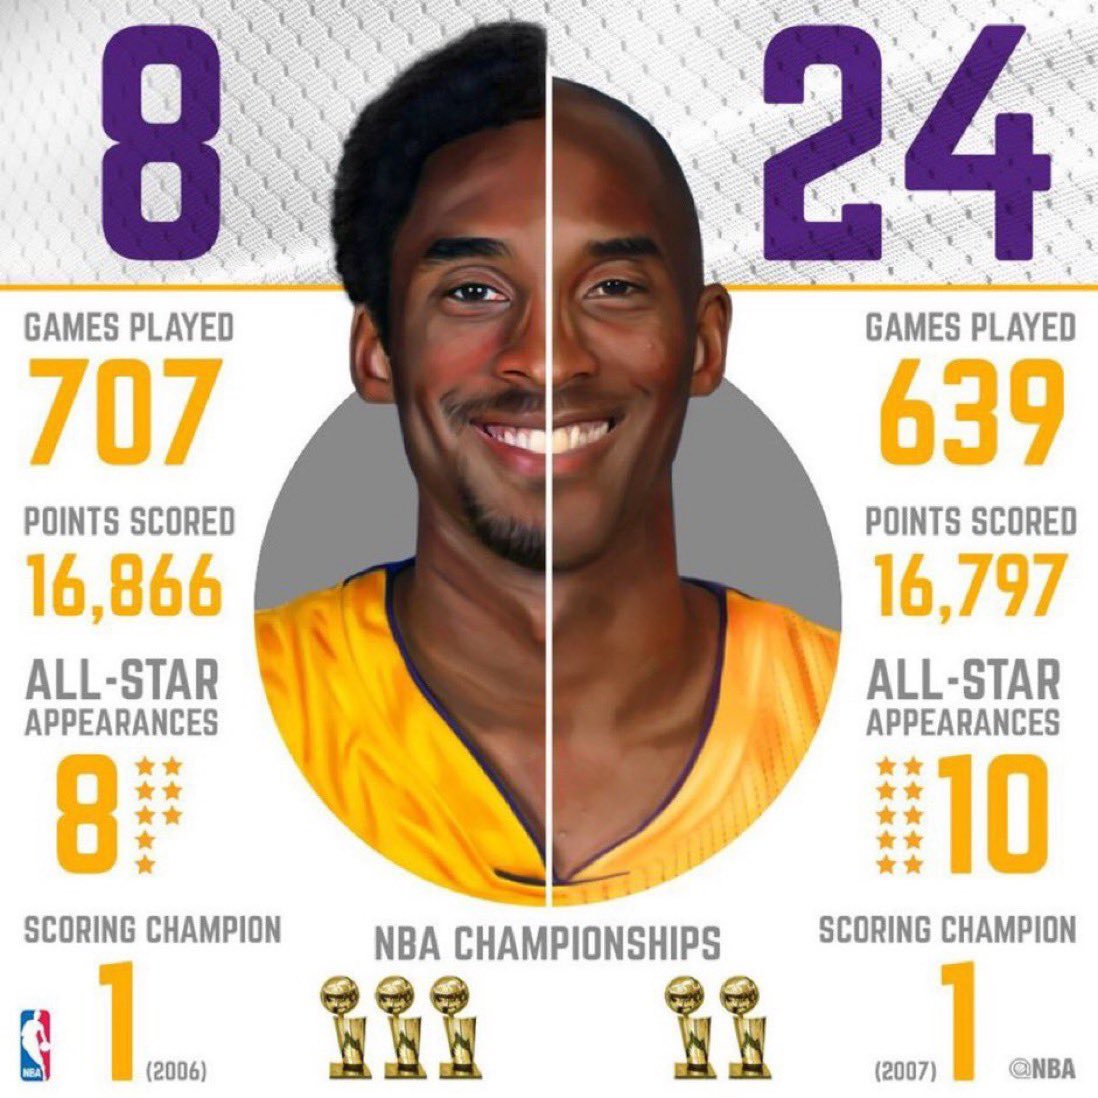 8
24
GAMES PLAYED
707
POINTS SCORED
16,866
ALL-STAR
APPEARANCES
8
SCORING CHAMPION
1 (2006)
GAMES PLAYED
639
POINTS SCORED
16,797
ALL-STAR
APPEARANCES
10
SCORING CHAMPION
(2007) 1
NBA CHAMPIONSHIPS
NBA
@NBA